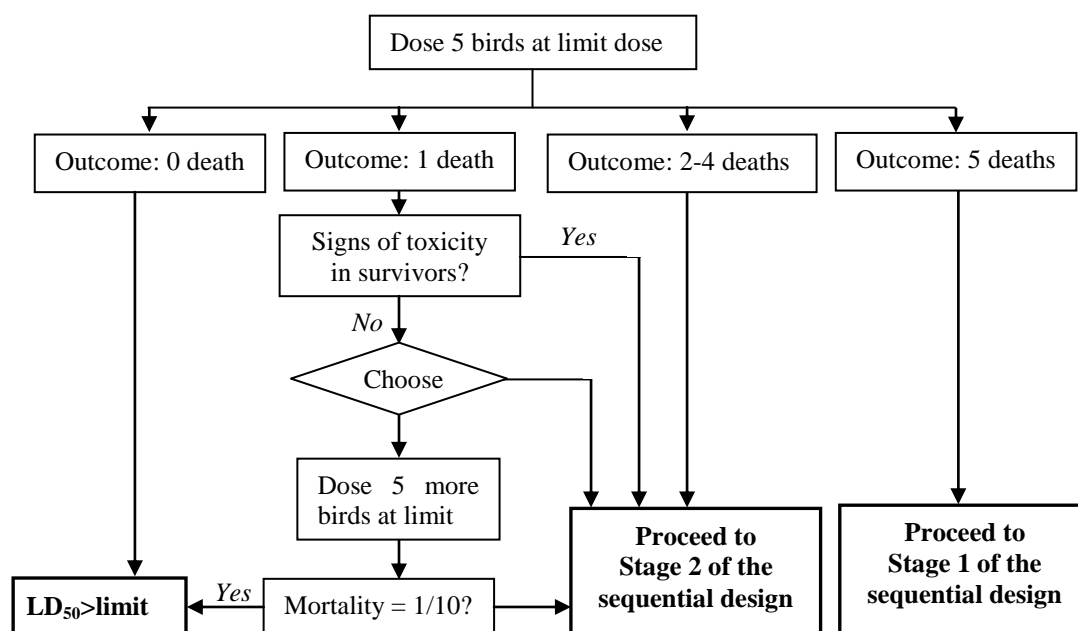 Dose 5 birds at limit dose
Outcome: 0 death
Outcome: 1 death
Outcome: 2-4 deaths
Outcome: 5 deaths
Signs of toxicity
in survivors?
Yes
No
Choose
Dose 5 more
birds at limit
Proceed to
Stage 2 of the
sequential design
Proceed to
Stage 1 of the
sequential design
LD₅₀>limit
Yes
Mortality = 1/10?